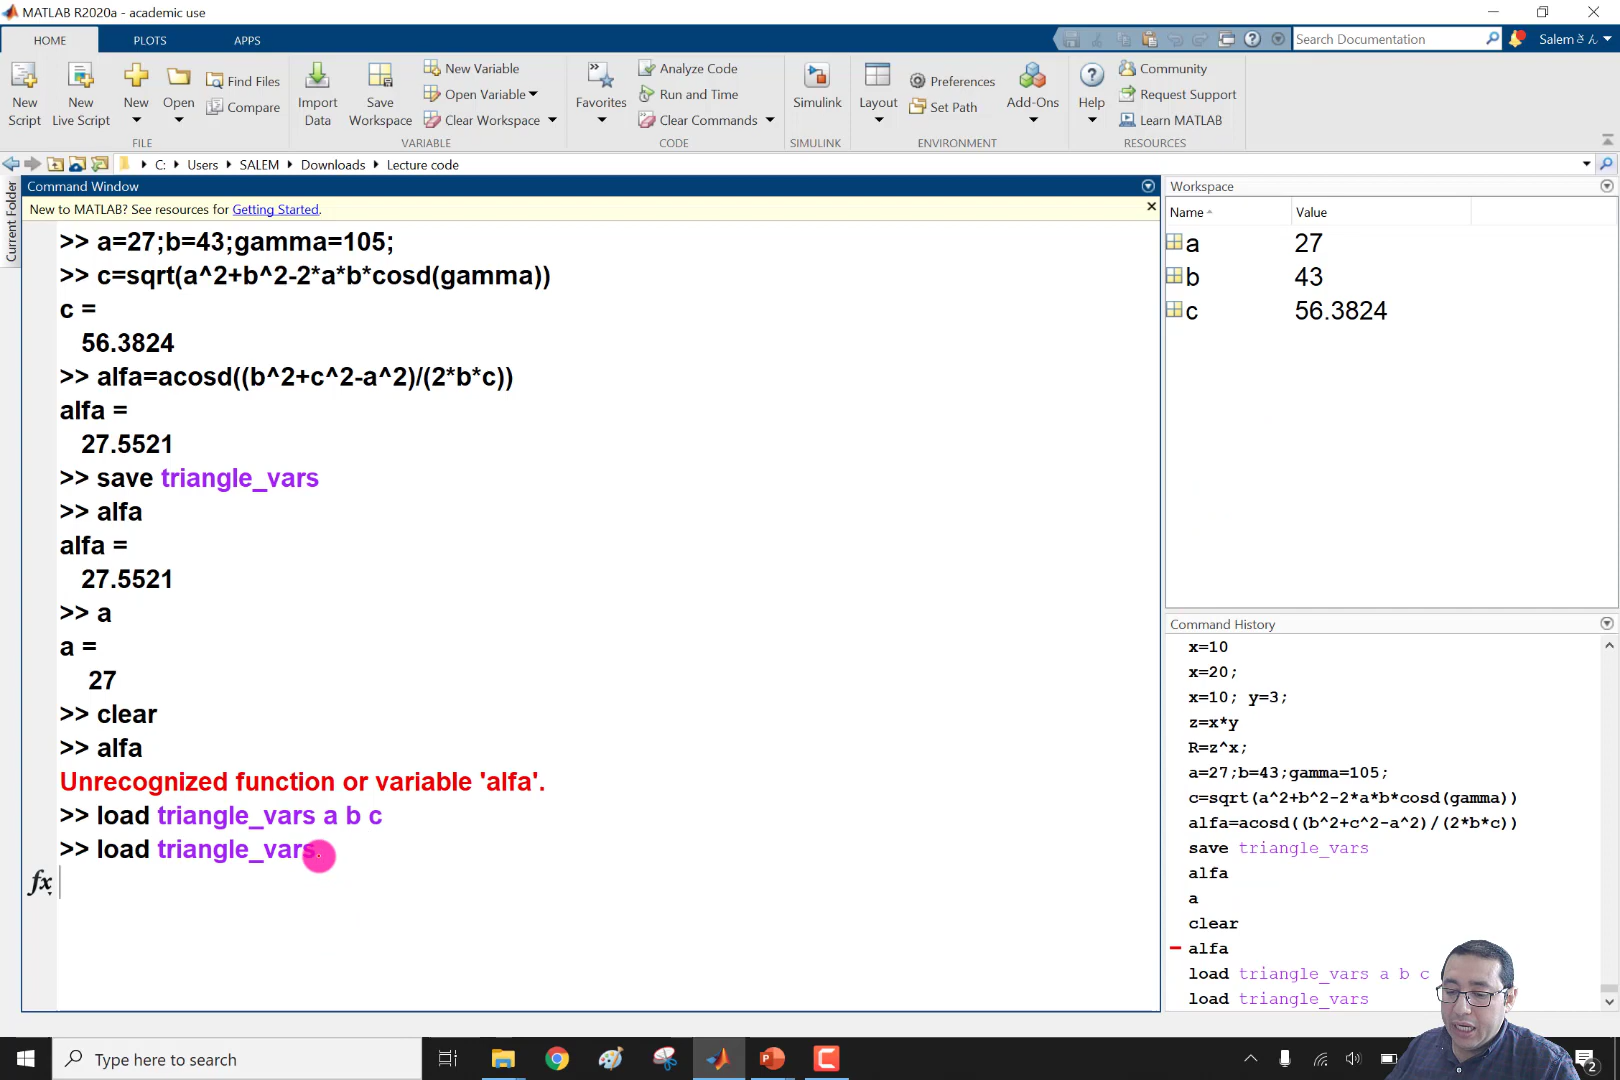 MATLAB R2020a - academic use
HOME
PLOTS
APPS
Search Documentation
Salemさん
New Script
New Live Script
New
Open
Find Files
Compare
Import Data
Save Workspace
New Variable
Open Variable
Clear Workspace
Favorites
Analyze Code
Run and Time
Clear Commands
Simulink
Layout
Preferences
Set Path
Add-Ons
Help
Community
Request Support
Learn MATLAB
FILE
VARIABLE
CODE
SIMULINK
ENVIRONMENT
RESOURCES
C: Users SALEM Downloads Lecture code
Current Folder
Command Window
New to MATLAB? See resources for Getting Started.
>> a=27;b=43;gamma=105;
>> c=sqrt(a^2+b^2-2*a*b*cosd(gamma))
c =
56.3824
>> alfa=acosd((b^2+c^2-a^2)/(2*b*c))
alfa =
27.5521
>> save triangle_vars
>> alfa
alfa =
27.5521
>> a
a =
27
>> clear
>> alfa
Unrecognized function or variable 'alfa'.
>> load triangle_vars a b c
>> load triangle_vars
fx
Workspace
Name Value
a 27
b 43
c 56.3824
Command History
x=10
x=20;
x=10; y=3;
z=x*y
R=z^x;
a=27;b=43;gamma=105;
c=sqrt(a^2+b^2-2*a*b*cosd(gamma))
alfa=acosd((b^2+c^2-a^2)/(2*b*c))
save triangle_vars
alfa
a
clear
alfa
load triangle_vars a b c
load triangle_vars
Type here to search
2